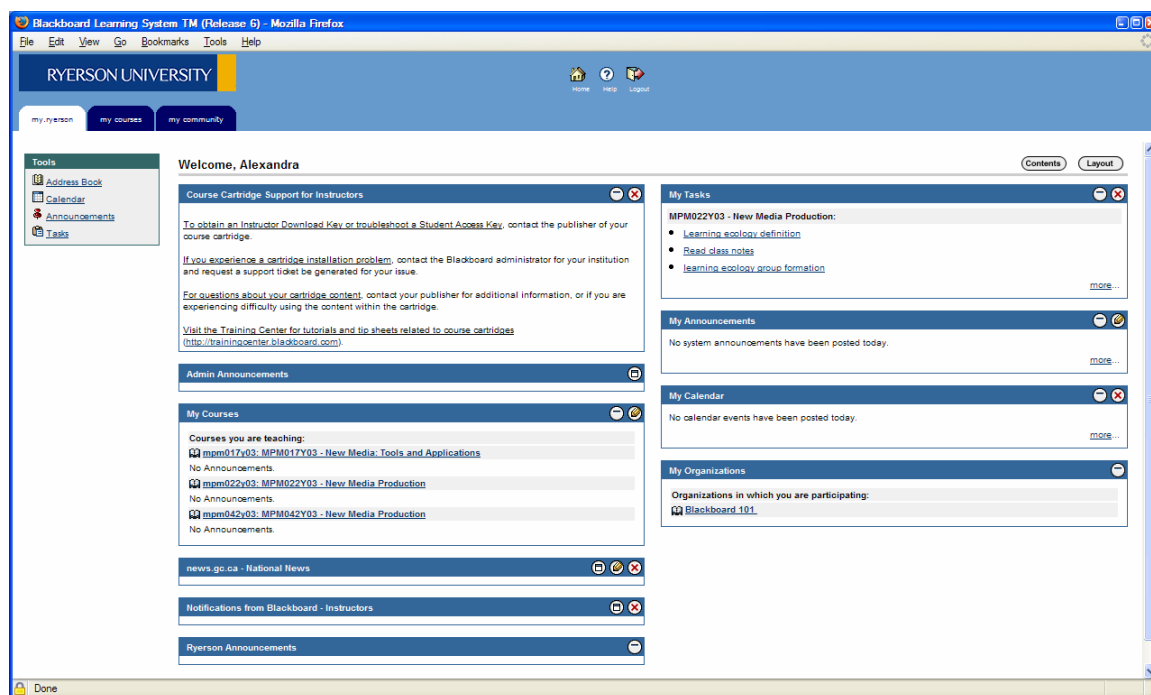 Blackboard Learning System TM (Release 6) - Mozilla Firefox
File Edit View Go Bookmarks Tools Help
RYERSON UNIVERSITY
Home Help Logout
my.ryerson my courses my community
Tools
Address Book
Calendar
Announcements
Tasks
Welcome, Alexandra
Contents Layout
Course Cartridge Support for Instructors
To obtain an Instructor Download Key or troubleshoot a Student Access Key, contact the publisher of your
course cartridge.
If you experience a cartridge installation problem, contact the Blackboard administrator for your institution
and request a support ticket be generated for your issue.
For questions about your cartridge content, contact your publisher for additional information, or if you are
experiencing difficulty using the content within the cartridge.
Visit the Training Center for tutorials and tip sheets related to course cartridges
(http://trainingcenter.blackboard.com).
Admin Announcements
My Courses
Courses you are teaching:
mpm017y03: MPM017Y03 - New Media: Tools and Applications
No Announcements.
mpm022y03: MPM022Y03 - New Media Production
No Announcements.
mpm042y03: MPM042Y03 - New Media Production
No Announcements.
news.gc.ca - National News
Notifications from Blackboard - Instructors
Ryerson Announcements
My Tasks
MPM022Y03 - New Media Production:
Learning ecology definition
Read class notes
learning ecology group formation
more...
My Announcements
No system announcements have been posted today.
more...
My Calendar
No calendar events have been posted today.
more...
My Organizations
Organizations in which you are participating:
Blackboard 101
Done